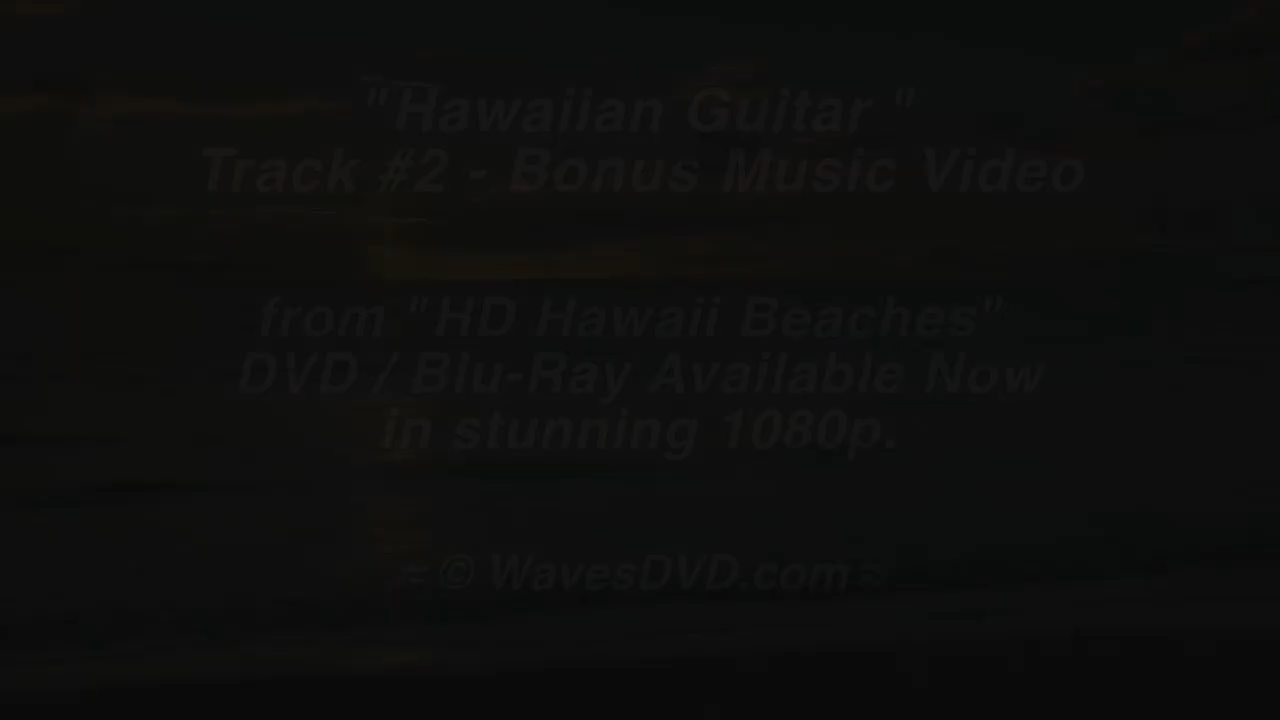 "Hawaiian Guitar "
Track #2 - Bonus Music Video
from "HD Hawaii Beaches"
DVD / Blu-Ray Available Now
in stunning 1080p.
≈ © WavesDVD.com ≈